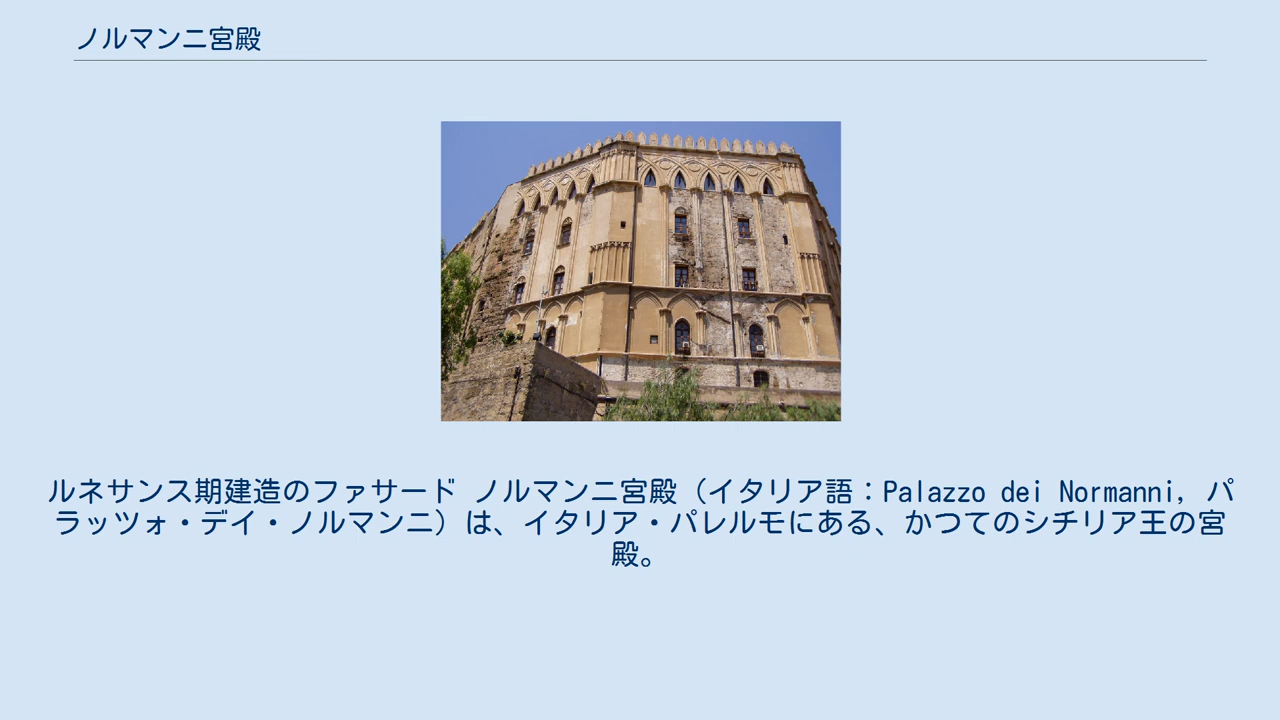 ノルマンニ宮殿
ルネサンス期建造のファサード ノルマンニ宮殿（イタリア語：Palazzo dei Normanni, パ
ラッツォ・デイ・ノルマンニ）は、イタリア・パレルモにある、かつてのシチリア王の宮
殿。